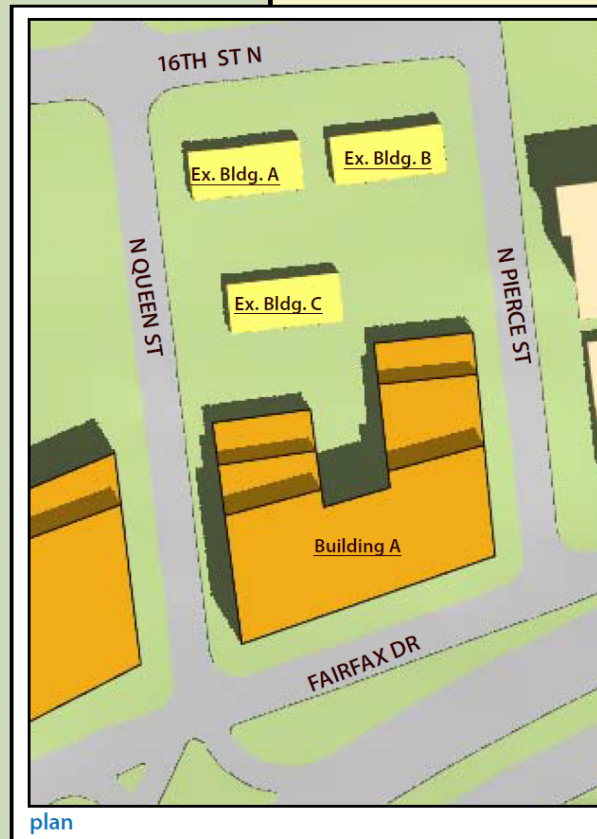 16TH ST N
Ex. Bldg. A
Ex. Bldg. B
N QUEEN ST
N PIERCE ST
Ex. Bldg. C
Building A
FAIRFAX DR
plan